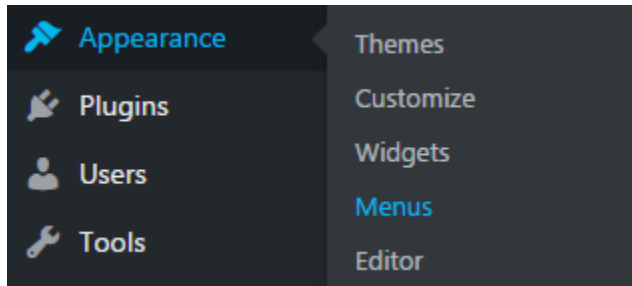 Appearance
Plugins
Users
Tools
Themes
Customize
Widgets
Menus
Editor